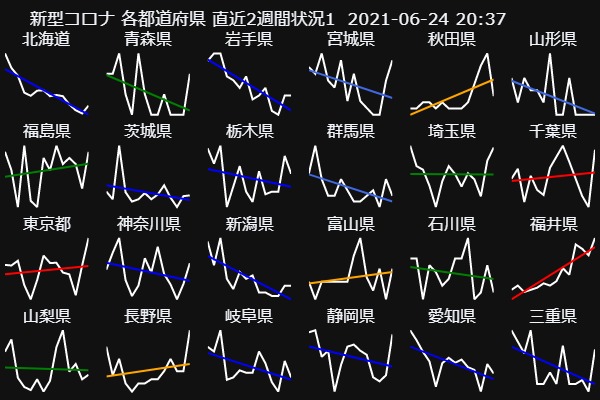 新型コロナ 各都道府県 直近2週間状況1 2021-06-24 20:37
北海道 青森県 岩手県 宮城県 秋田県 山形県
福島県 茨城県 栃木県 群馬県 埼玉県 千葉県
東京都 神奈川県 新潟県 富山県 石川県 福井県
山梨県 長野県 岐阜県 静岡県 愛知県 三重県